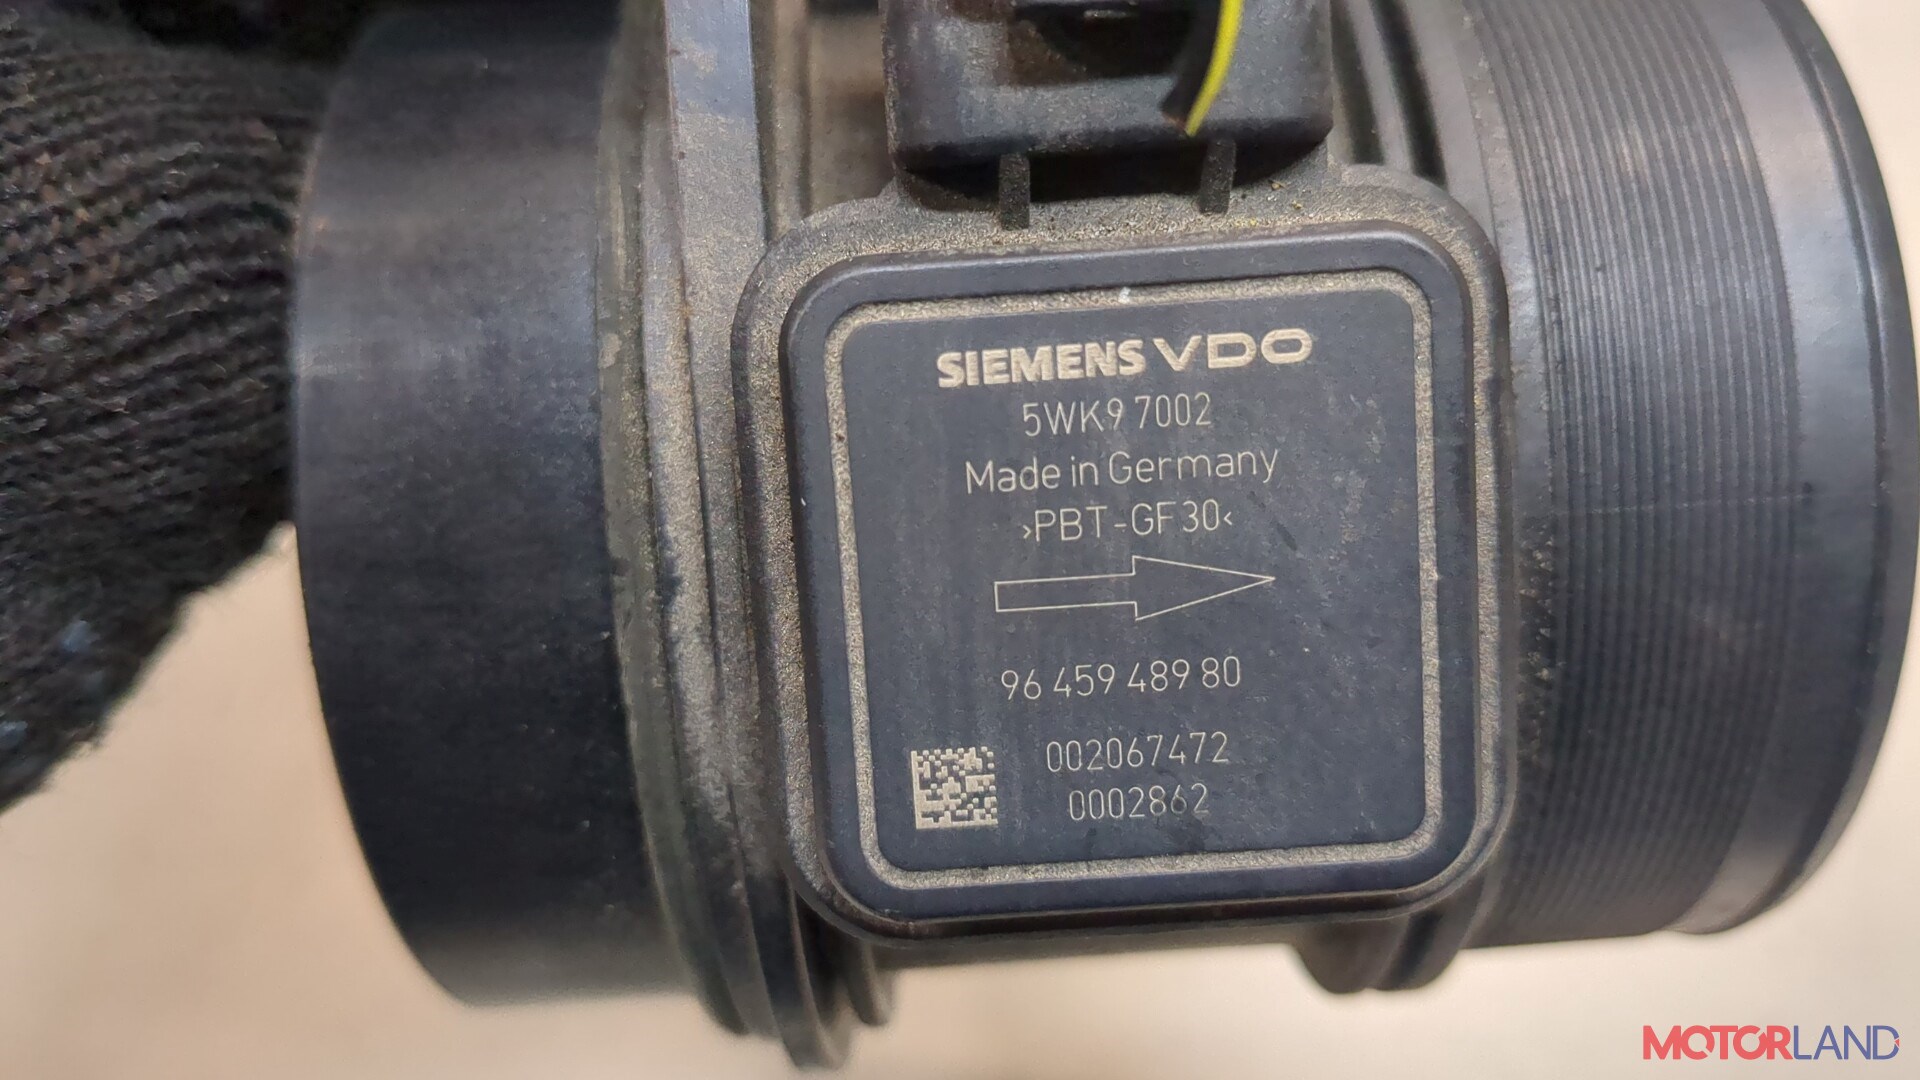 SIEMENS VDO
5WK9 7002
Made in Germany
›PBT-GF30‹
96 459 489 80
002067472
0002862
MOTORLAND